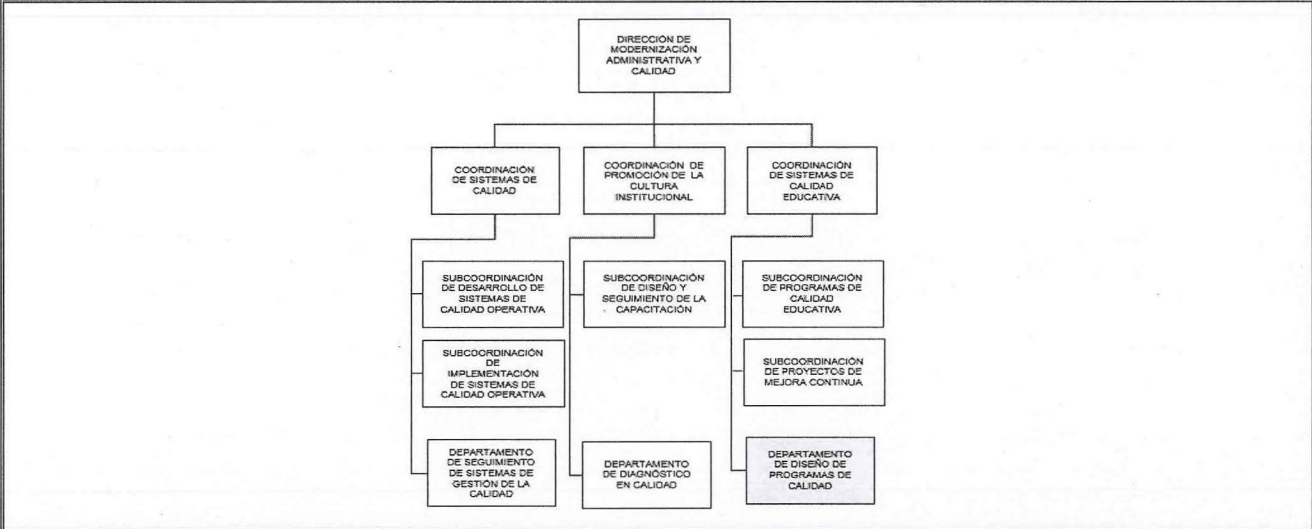 DIRECCIÓN DE
MODERNIZACIÓN
ADMINISTRATIVA Y
CALIDAD
COORDINACIÓN
DE SISTEMAS DE
CALIDAD
COORDINACIÓN DE
PROMOCIÓN DE LA
CULTURA
INSTITUCIONAL
COORDINACIÓN
DE SISTEMAS DE
CALIDAD
EDUCATIVA
SUBCOORDINACIÓN
DE DESARROLLO DE
SISTEMAS DE
CALIDAD OPERATIVA
SUBCOORDINACIÓN
DE DISEÑO Y
SEGUIMIENTO DE LA
CAPACITACIÓN
SUBCOORDINACIÓN
DE PROGRAMAS DE
CALIDAD
EDUCATIVA
SUBCOORDINACIÓN
DE
IMPLEMENTACIÓN
DE SISTEMAS DE
CALIDAD OPERATIVA
SUBCOORDINACIÓN
DE PROYECTOS DE
MEJORA CONTINUA
DEPARTAMENTO
DE SEGUIMIENTO
DE SISTEMAS DE
GESTIÓN DE LA
CALIDAD
DEPARTAMENTO
DE DIAGNÓSTICO
EN CALIDAD
DEPARTAMENTO
DE DISEÑO DE
PROGRAMAS DE
CALIDAD